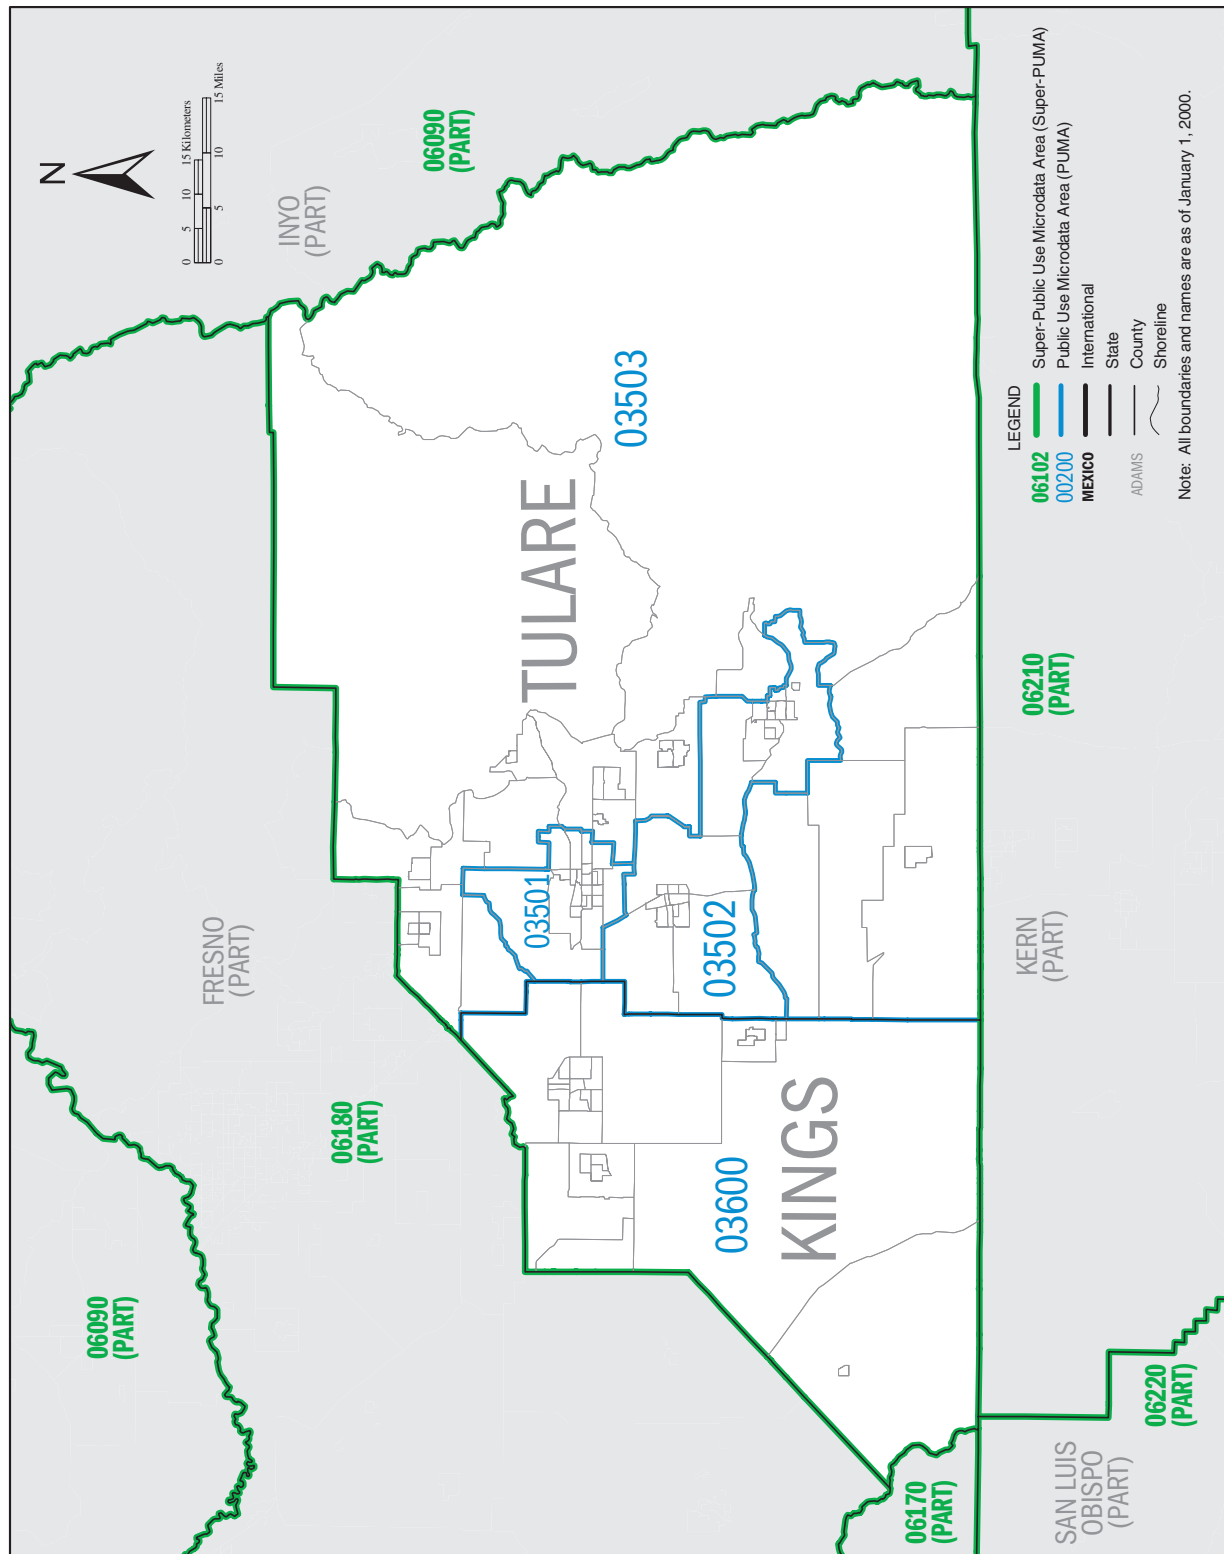 N
0 5 10 15 Kilometers
0 5 10 15 Miles
06090
(PART)
INYO
(PART)
FRESNO
(PART)
06180
(PART)
06090
(PART)
TULARE
03503
03501
03502
03600
KINGS
06210
(PART)
KERN
(PART)
06170
(PART)
SAN LUIS
OBISPO
(PART)
06220
(PART)
LEGEND
06102 Super-Public Use Microdata Area (Super-PUMA)
00200 Public Use Microdata Area (PUMA)
MEXICO International
State
ADAMS County
Shoreline
Note: All boundaries and names are as of January 1, 2000.